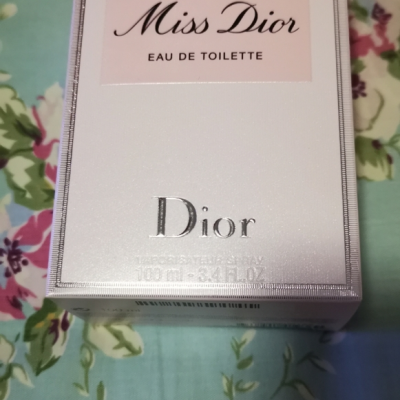 Miss Dior
EAU DE TOILETTE
Dior
100 ml - 3.4 FL.OZ